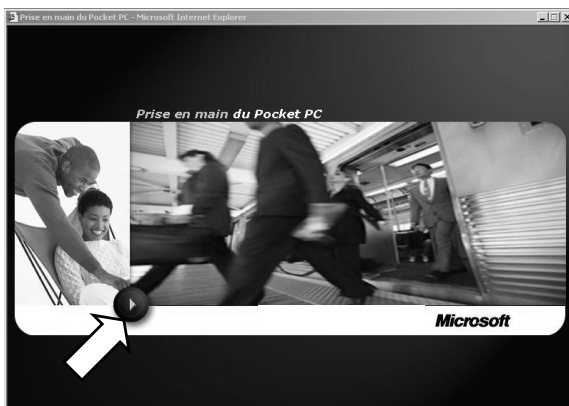 Prise en main du Pocket PC - Microsoft Internet Explorer
Prise en main du Pocket PC
Microsoft